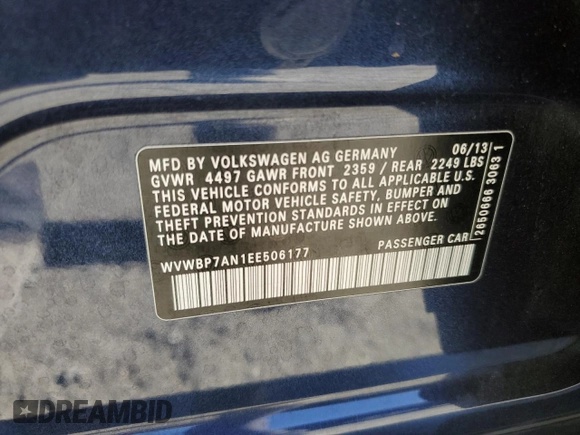 MFD BY VOLKSWAGEN AG GERMANY 06/13
GVWR 4497 GAWR FRONT 2359 / REAR 2249 LBS
THIS VEHICLE CONFORMS TO ALL APPLICABLE U.S.
FEDERAL MOTOR VEHICLE SAFETY, BUMPER AND
THEFT PREVENTION STANDARDS IN EFFECT ON
THE DATE OF MANUFACTURE SHOWN ABOVE.
WVWBP7AN1EE506177 PASSENGER CAR
2650666 3063 1
DREAMBID